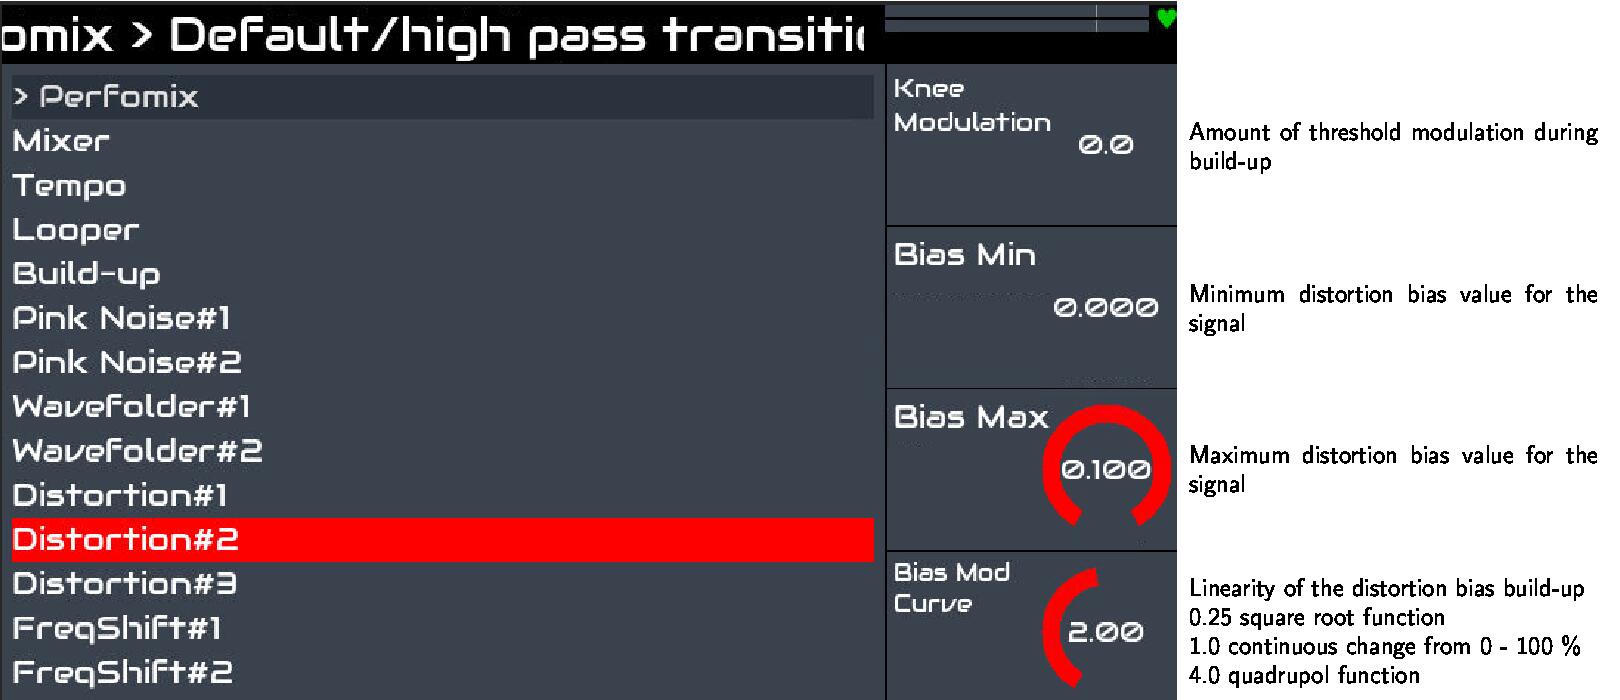 omix > Default/high pass transitic
> Perfomix
Mixer
Tempo
Looper
Build-up
Pink Noise#1
Pink Noise#2
Wavefolder#1
Wavefolder#2
Distortion#1
Distortion#2
Distortion#3
FreqShift#1
FreqShift#2
Knee
Modulation
0.0
Amount of threshold modulation during
build-up
Bias Min
0.000
Minimum distortion bias value for the
signal
Bias Max
0.100
Maximum distortion bias value for the
signal
Bias Mod
Curve
2.00
Linearity of the distortion bias build-up
0.25 square root function
1.0 continuous change from 0 - 100 %
4.0 quadrupol function